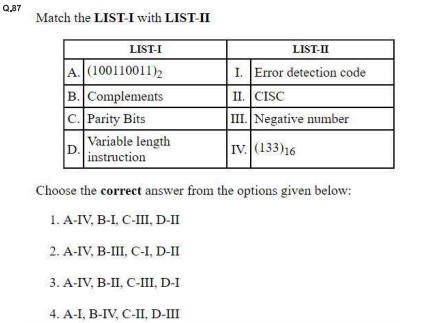 Q.87
Match the LIST-I with LIST-II
LIST-I LIST-II
A. (100110011)2 I. Error detection code
B. Complements II. CISC
C. Parity Bits III. Negative number
D. Variable length instruction IV. (133)16
Choose the correct answer from the options given below:
1. A-IV, B-I, C-III, D-II
2. A-IV, B-III, C-I, D-II
3. A-IV, B-II, C-III, D-I
4. A-I, B-IV, C-II, D-III